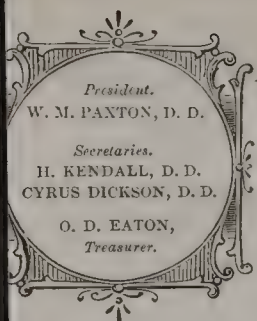 President.
W. M. PAXTON, D. D.
Secretaries.
H. KENDALL, D. D.
CYRUS DICKSON, D. D.
O. D. EATON,
Treasurer.